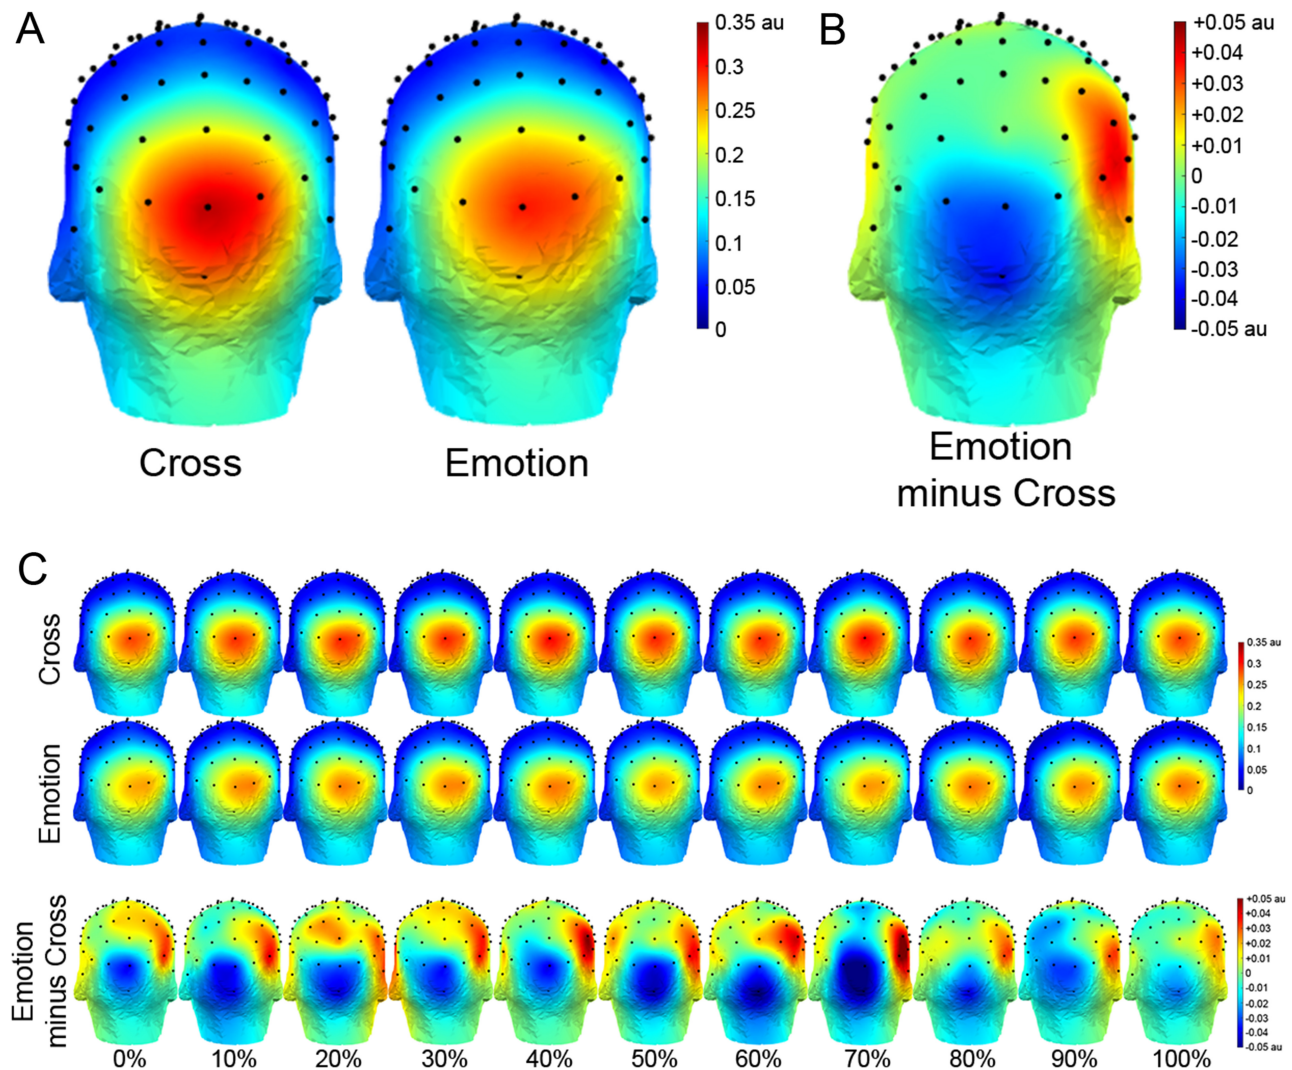 A
0.35 au
0.3
0.25
0.2
0.15
0.1
0.05
0
Cross
Emotion
B
+0.05 au
+0.04
+0.03
+0.02
+0.01
0
-0.01
-0.02
-0.03
-0.04
-0.05 au
Emotion
minus Cross
C
Cross
Emotion
0.35 au
0.3
0.25
0.2
0.15
0.1
0.05
0
Emotion
minus Cross
+0.05 au
+0.04
+0.03
+0.02
+0.01
0
-0.01
-0.02
-0.03
-0.04
-0.05 au
0% 10% 20% 30% 40% 50% 60% 70% 80% 90% 100%